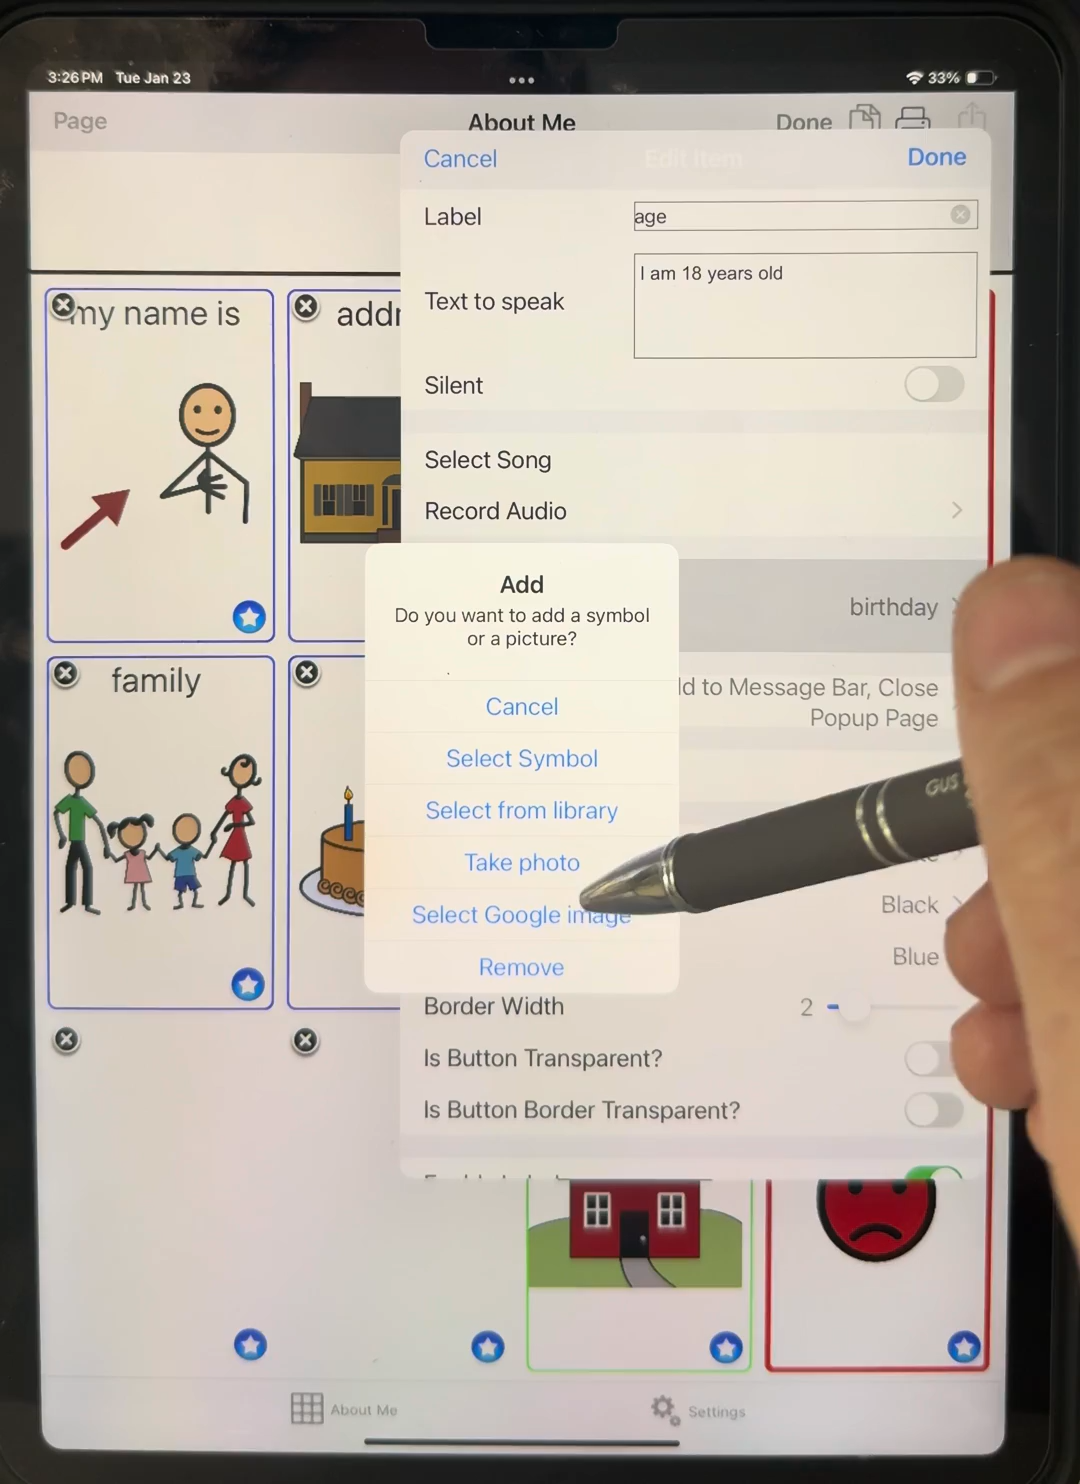 3:26 PM Tue Jan 23
33%
Page
About Me
Done
Cancel
Edit Item
Done
Label
age
Text to speak
I am 18 years old
Silent
Select Song
Record Audio
my name is
addr
Add
Do you want to add a symbol
or a picture?
birthday
family
Cancel
ld to Message Bar, Close
Popup Page
Select Symbol
Select from library
GUS
Take photo
Select Google image
Black
Remove
Blue
Border Width
2
Is Button Transparent?
Is Button Border Transparent?
About Me
Settings